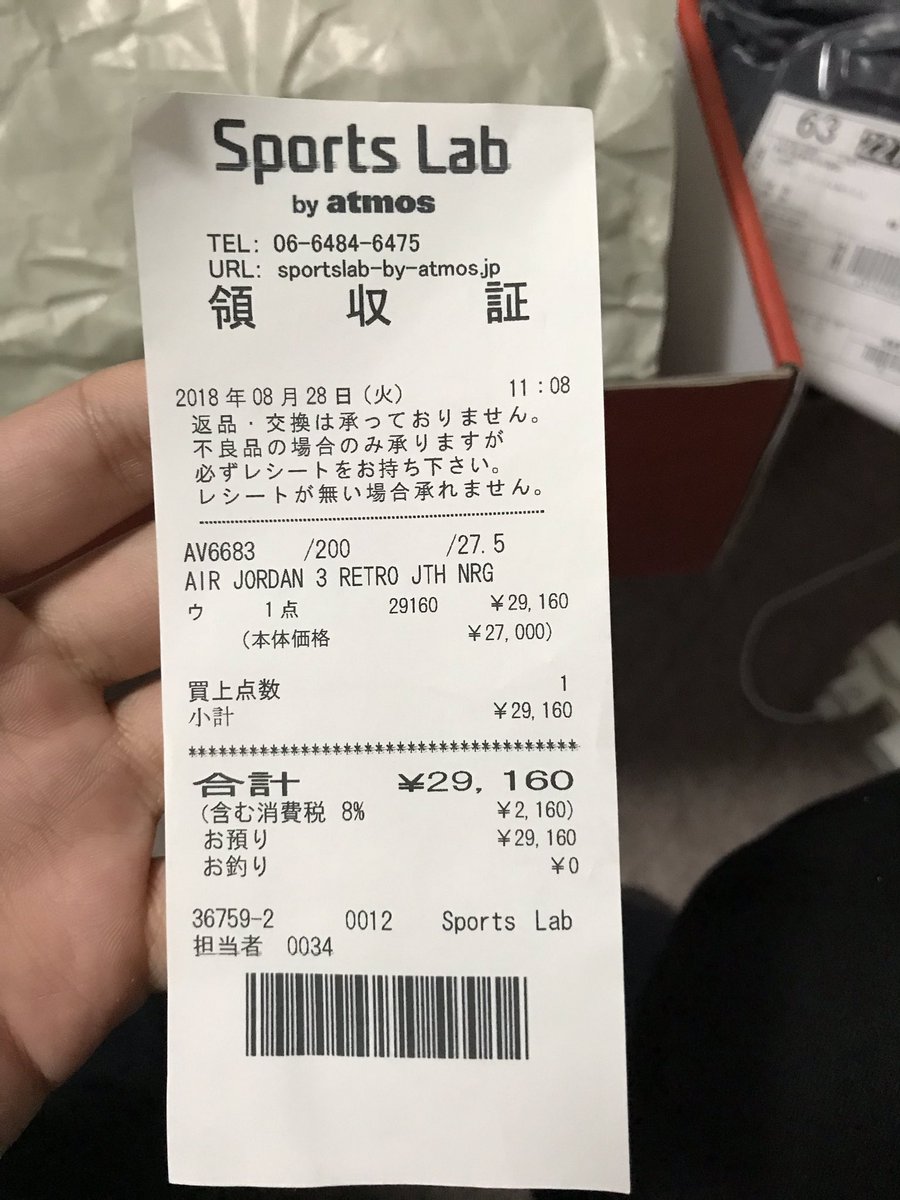 Sports Lab
by atmos
TEL: 06-6484-6475
URL: sportslab-by-atmos.jp
領 収 証
2018年08月28日(火) 11:08
返品・交換は承っておりません。
不良品の場合のみ承りますが
必ずレシートをお持ち下さい。
レシートが無い場合承れません。
AV6683 /200 /27.5
AIR JORDAN 3 RETRO JTH NRG
ウ 1点 29160 ¥29,160
(本体価格 ¥27,000)
買上点数 1
小計 ¥29,160
***************************************
合計 ¥29,160
(含む消費税 8% ¥2,160)
お預り ¥29,160
お釣り ¥0
36759-2 0012 Sports Lab
担当者 0034
63